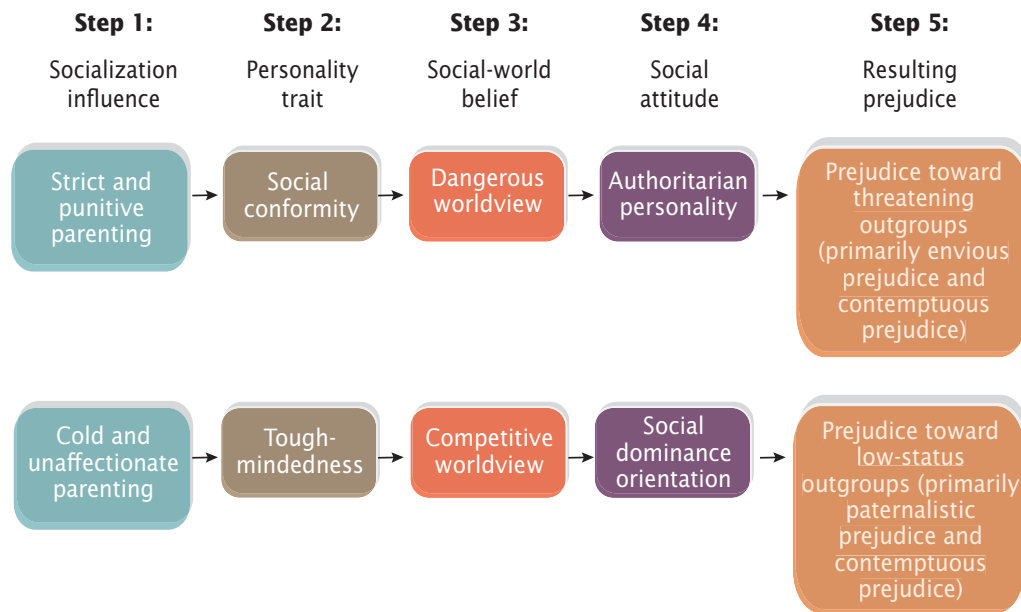 Step 1:
Step 2:
Step 3:
Step 4:
Step 5:
Socialization
influence
Personality
trait
Social-world
belief
Social
attitude
Resulting
prejudice
Strict and
punitive
parenting
Social
conformity
Dangerous
worldview
Authoritarian
personality
Prejudice toward
threatening
outgroups
(primarily envious
prejudice and
contemptuous
prejudice)
Cold and
unaffectionate
parenting
Tough-
mindedness
Competitive
worldview
Social
dominance
orientation
Prejudice toward
low-status
outgroups (primarily
paternalistic
prejudice and
contemptuous
prejudice)